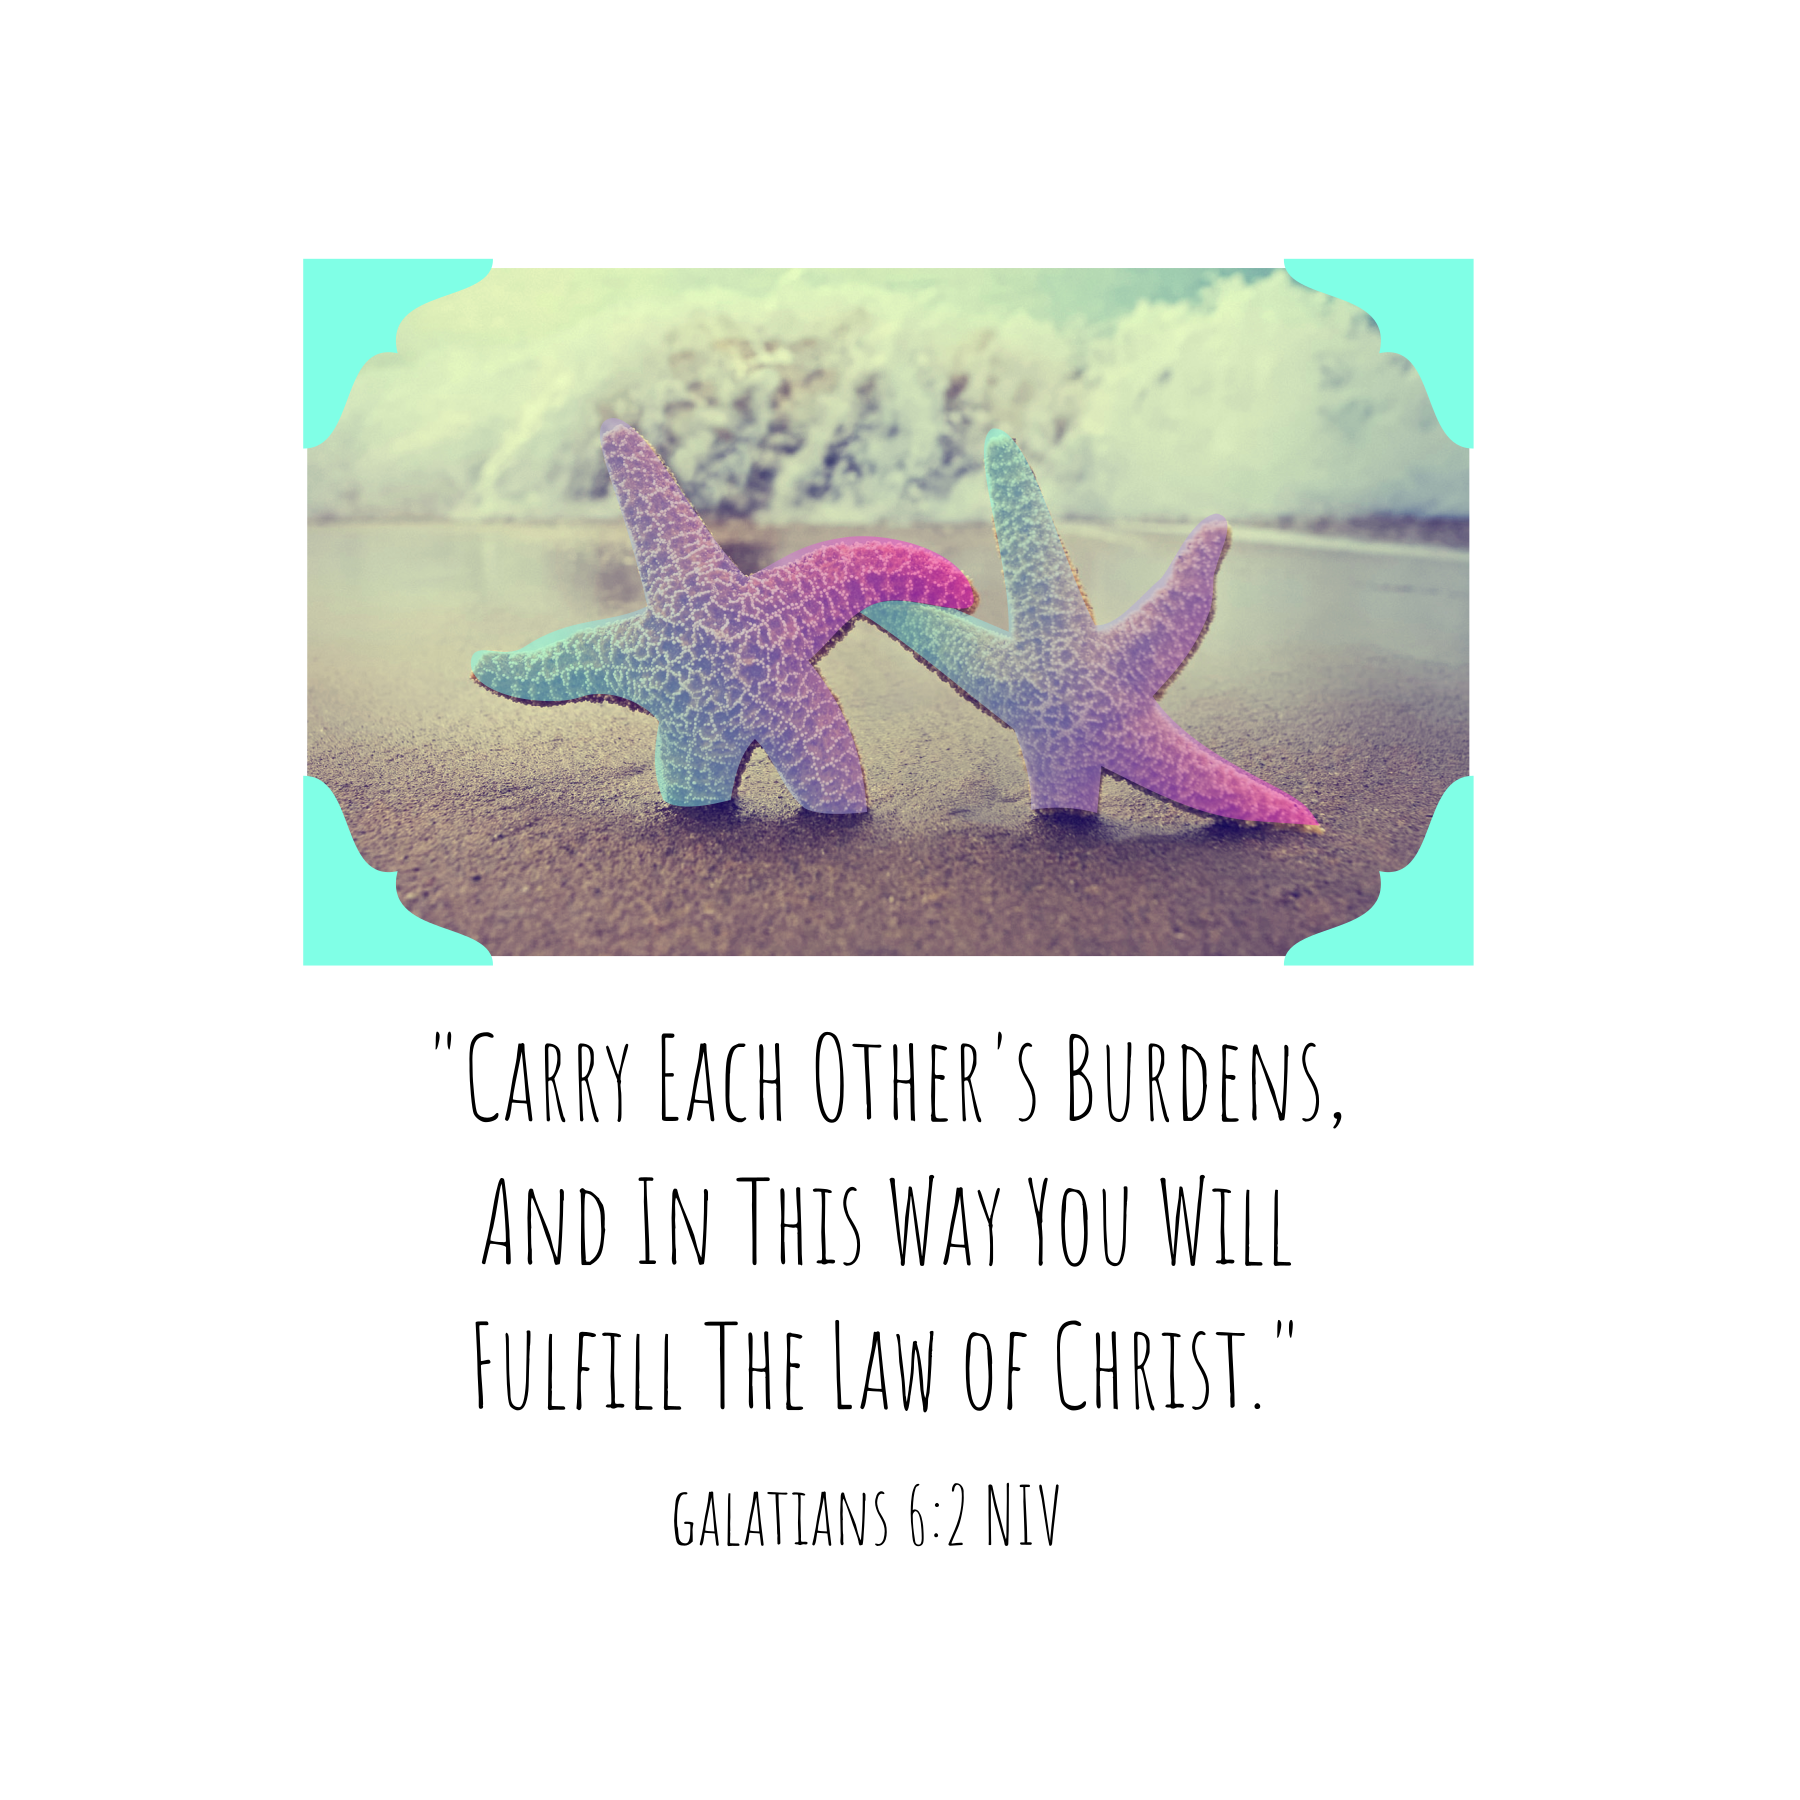 "Carry Each Other's Burdens,
And In This Way You Will
Fulfill The Law of Christ."
Galatians 6:2 NIV